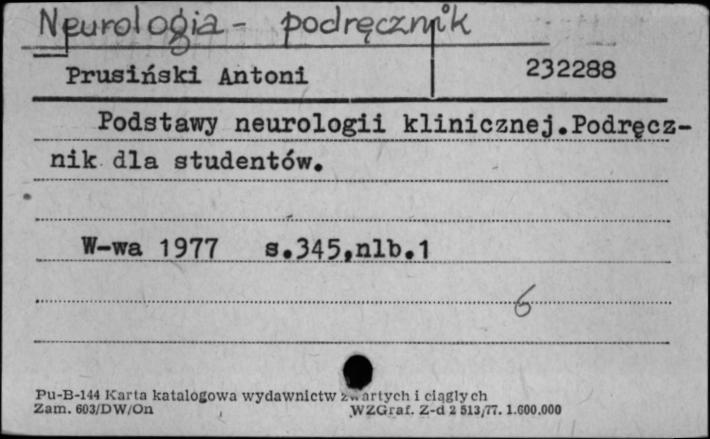 Neurologia - podręcznik
Prusiński Antoni
232288
Podstawy neurologii klinicznej.Podręcz-
nik dla studentów.
W-wa 1977 s.345,nlb.1
6
Pu-B-144 Karta katalogowa wydawnictw zwartych i ciągłych
Zam. 603/DW/On WZGraf. Z-d 2 513/77. 1.600.000